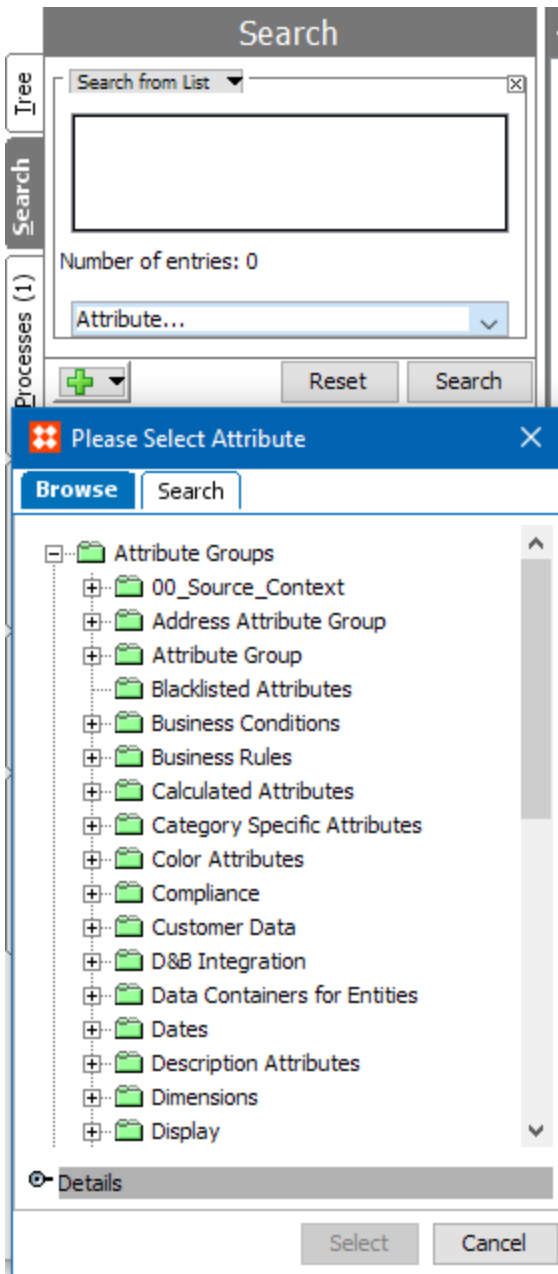 Search
Tree
Search
Processes (1)
Search from List
Number of entries: 0
Attribute...
Reset
Search
Please Select Attribute
Browse
Search
Attribute Groups
00_Source_Context
Address Attribute Group
Attribute Group
Blacklisted Attributes
Business Conditions
Business Rules
Calculated Attributes
Category Specific Attributes
Color Attributes
Compliance
Customer Data
D&B Integration
Data Containers for Entities
Dates
Description Attributes
Dimensions
Display
Details
Select
Cancel